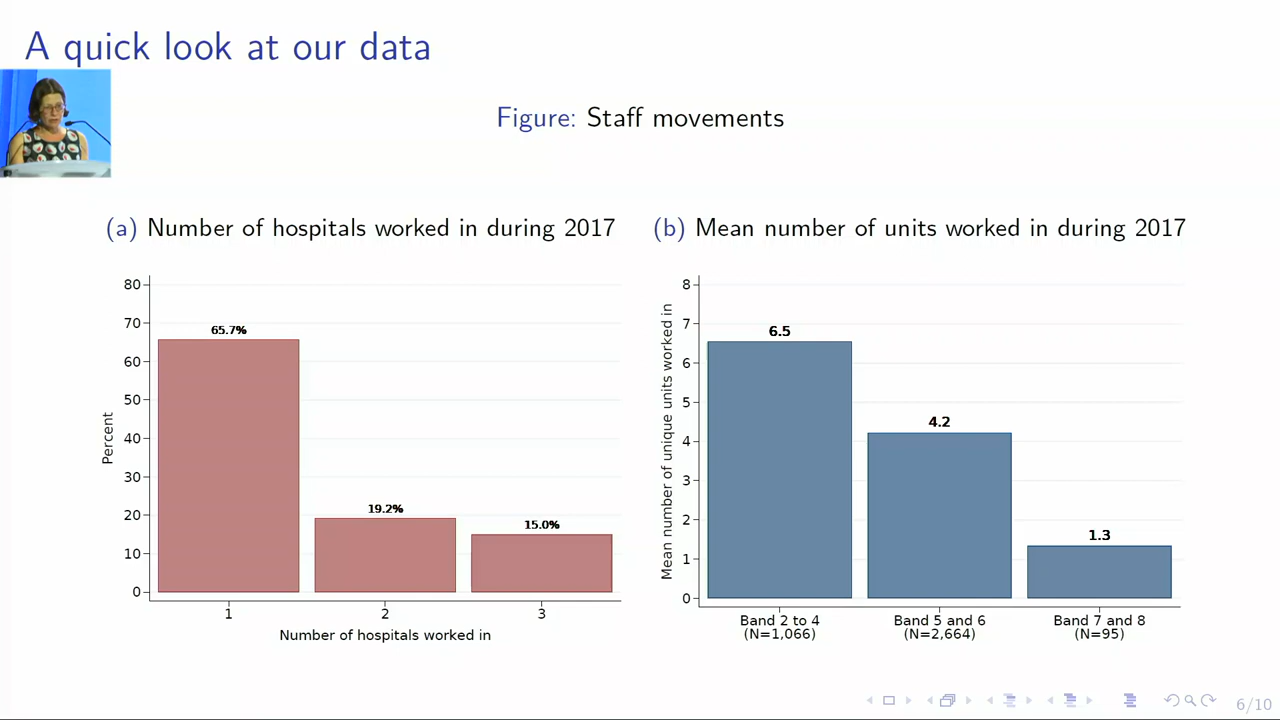 A quick look at our data
Figure: Staff movements
(a) Number of hospitals worked in during 2017
80
70
60
50
40
30
20
10
0
Percent
65.7%
19.2%
15.0%
1
2
3
Number of hospitals worked in
(b) Mean number of units worked in during 2017
8
7
6
5
4
3
2
1
0
Mean number of unique units worked in
6.5
4.2
1.3
Band 2 to 4
(N=1,066)
Band 5 and 6
(N=2,664)
Band 7 and 8
(N=95)
6/10